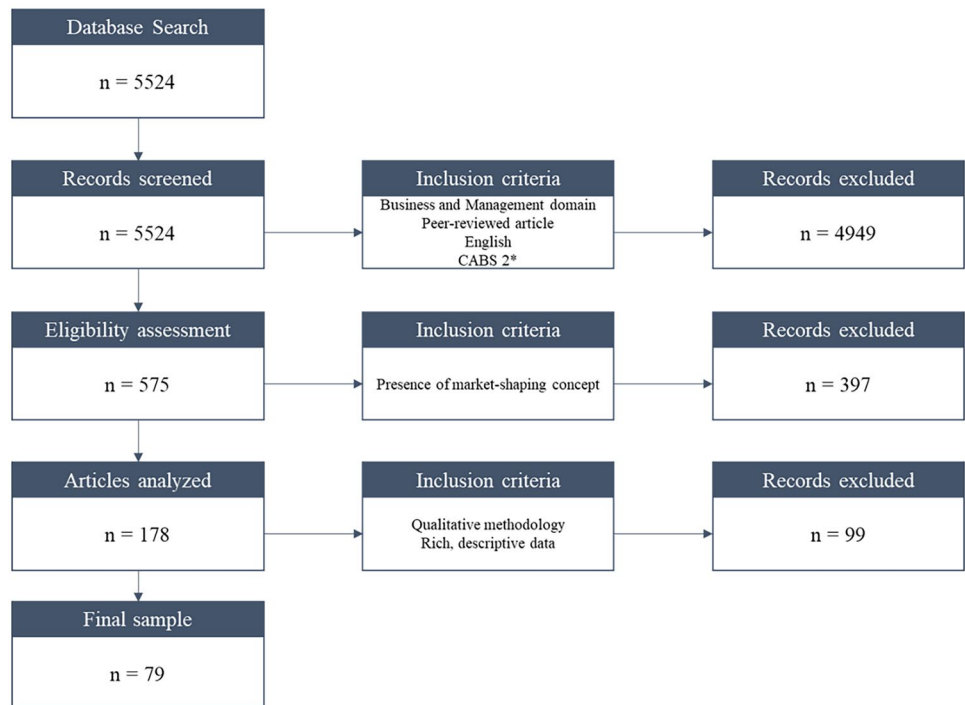 Database Search
n = 5524
Records screened
n = 5524
Inclusion criteria
Business and Management domain
Peer-reviewed article
English
CABS 2*
Records excluded
n = 4949
Eligibility assessment
n = 575
Inclusion criteria
Presence of market-shaping concept
Records excluded
n = 397
Articles analyzed
n = 178
Inclusion criteria
Qualitative methodology
Rich, descriptive data
Records excluded
n = 99
Final sample
n = 79